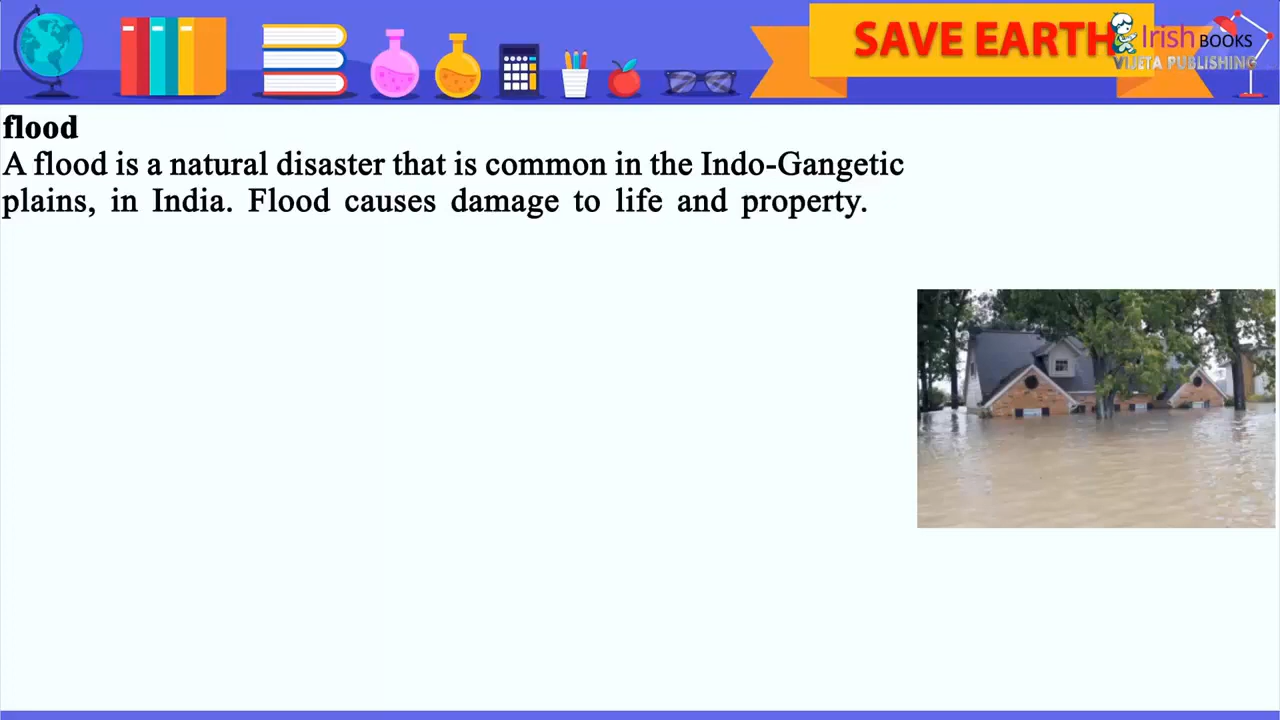 SAVE EARTH
Irish BOOKS
VIJETA PUBLISHING
flood
A flood is a natural disaster that is common in the Indo-Gangetic
plains, in India. Flood causes damage to life and property.